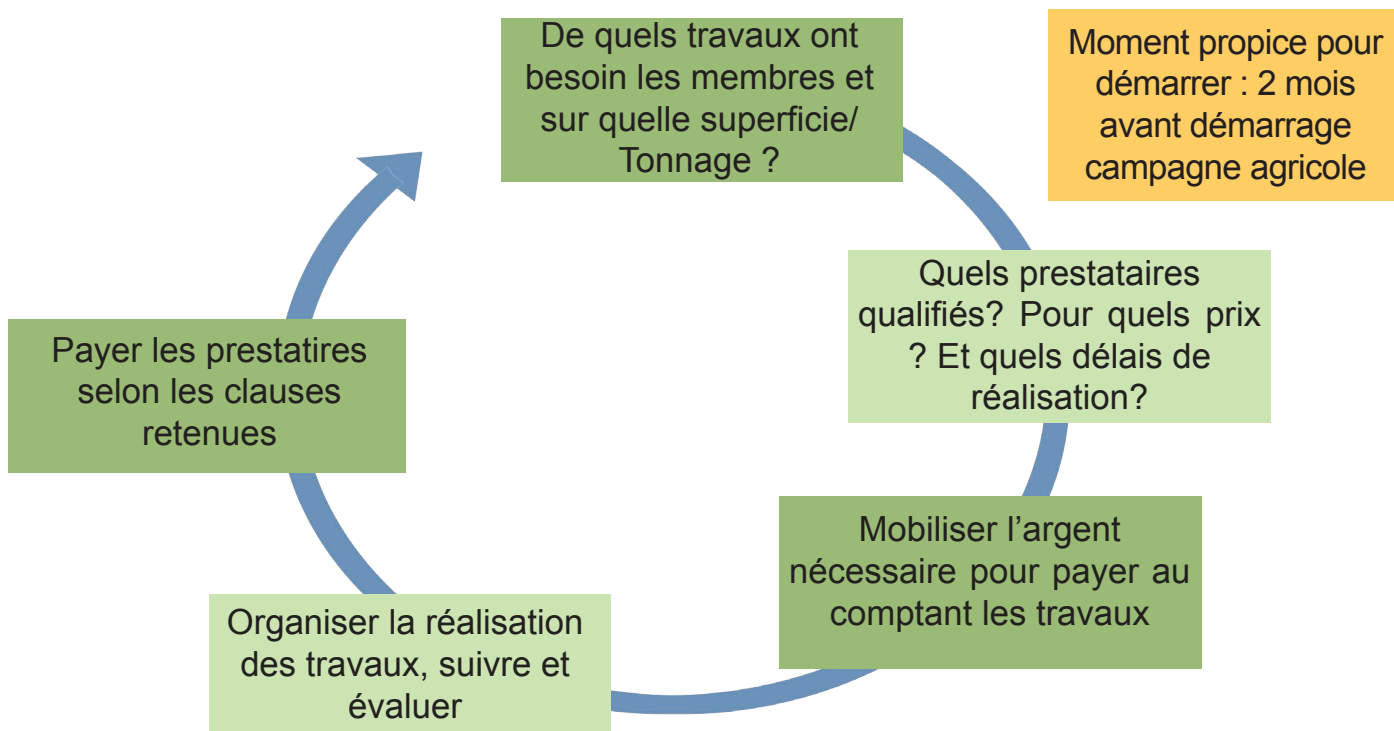 De quels travaux ont
besoin les membres et
sur quelle superficie/
Tonnage ?
Moment propice pour
démarrer : 2 mois
avant démarrage
campagne agricole
Quels prestataires
qualifiés? Pour quels prix
? Et quels délais de
réalisation?
Mobiliser l’argent
nécessaire pour payer au
comptant les travaux
Organiser la réalisation
des travaux, suivre et
évaluer
Payer les prestatires
selon les clauses
retenues